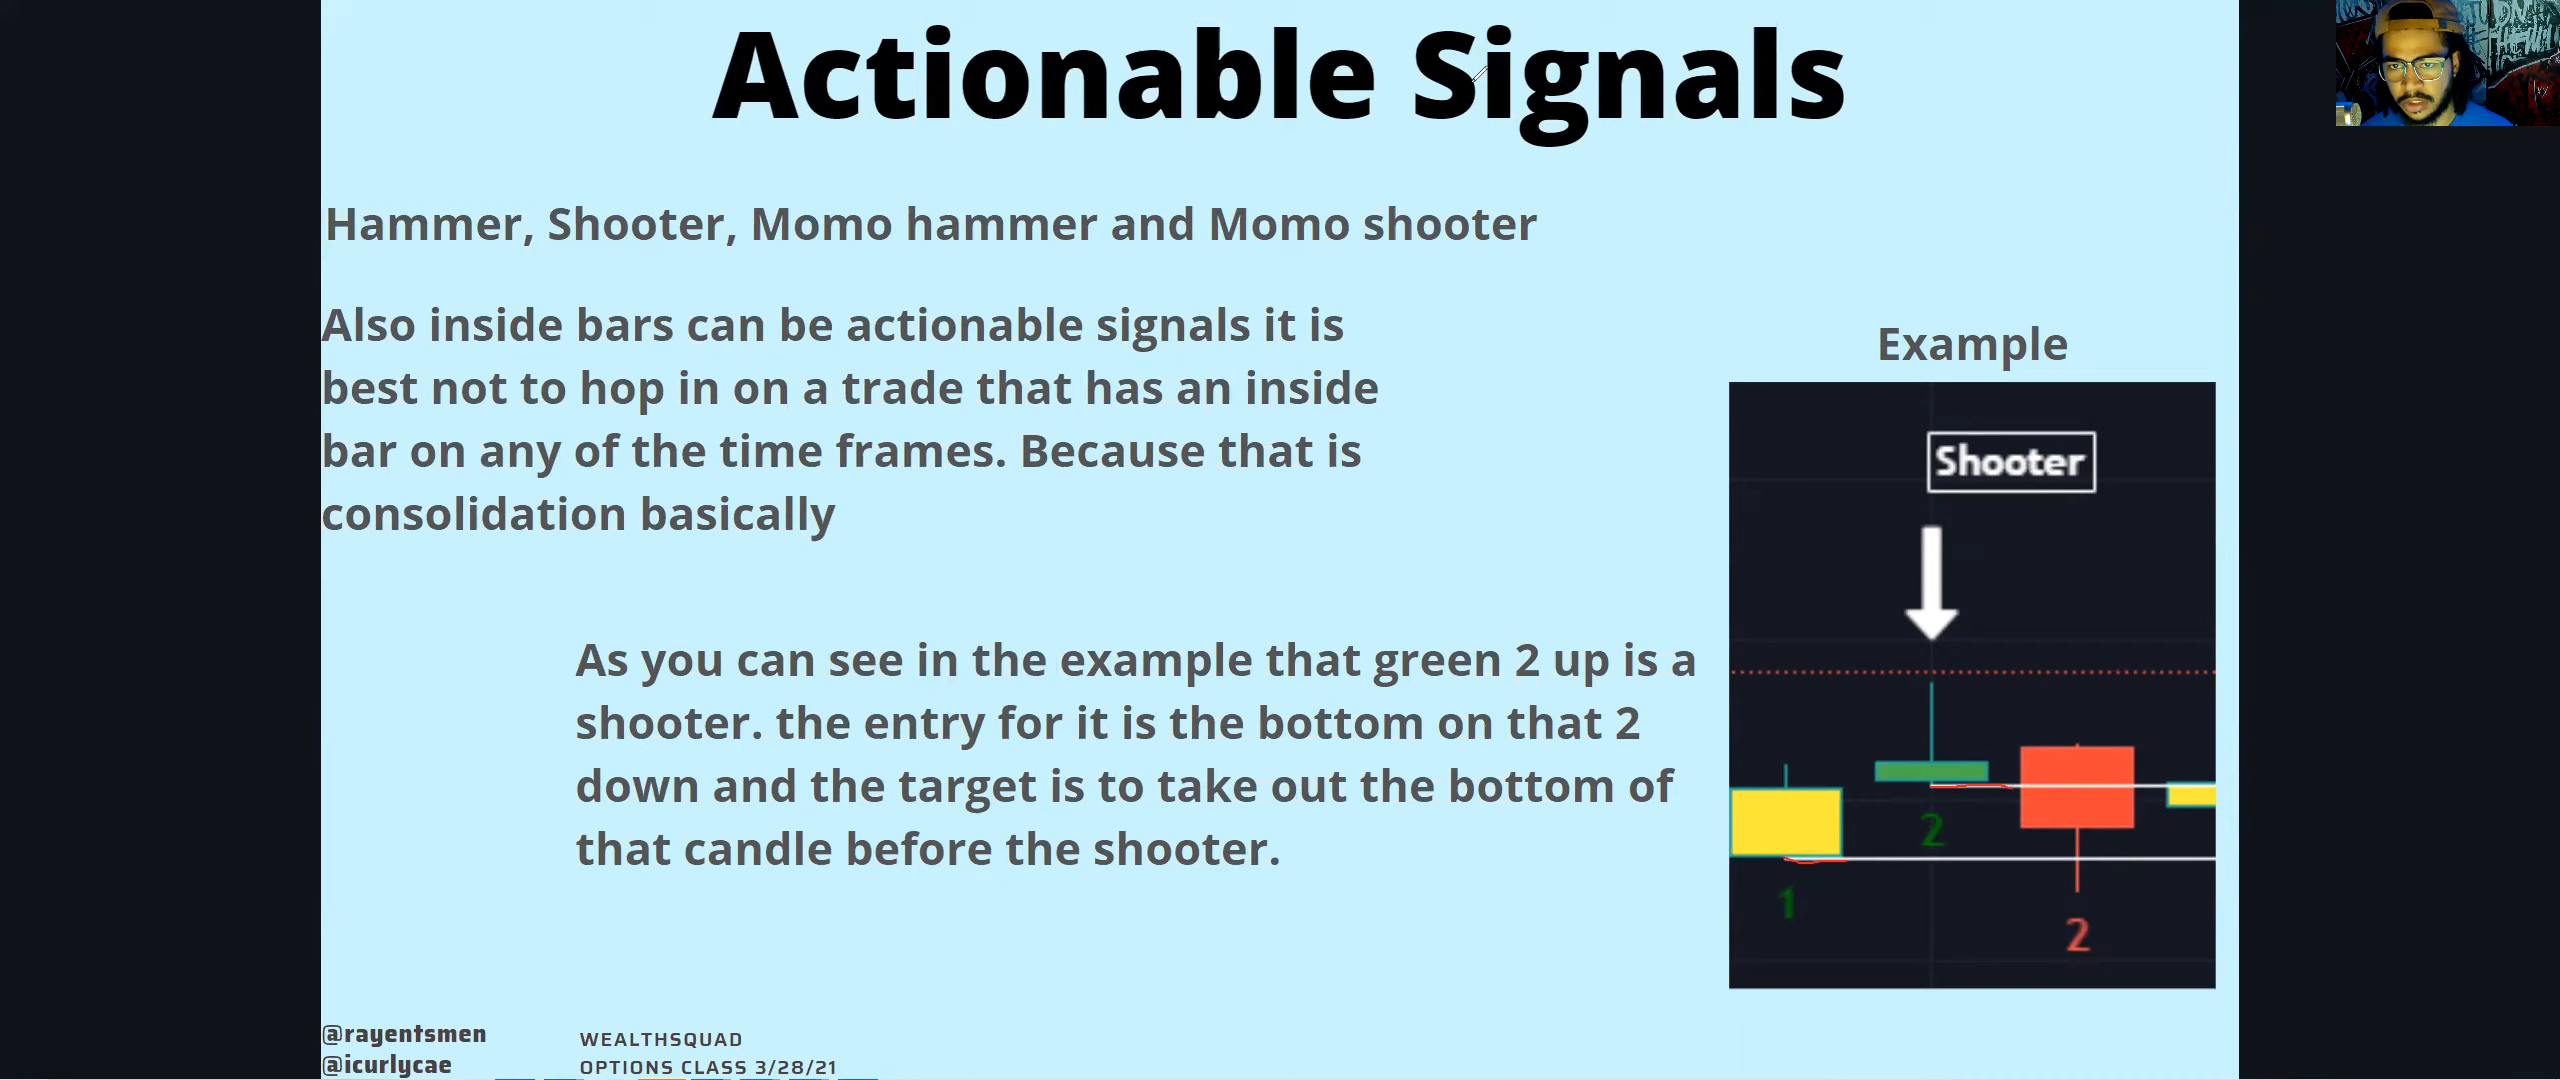 Actionable Signals
Hammer, Shooter, Momo hammer and Momo shooter
Also inside bars can be actionable signals it is
best not to hop in on a trade that has an inside
bar on any of the time frames. Because that is
consolidation basically
Example
Shooter
As you can see in the example that green 2 up is a
shooter. the entry for it is the bottom on that 2
down and the target is to take out the bottom of
that candle before the shooter.
2
1
2
@rayentsmen
@icurlycae
WEALTHSQUAD
OPTIONS CLASS 3/28/21